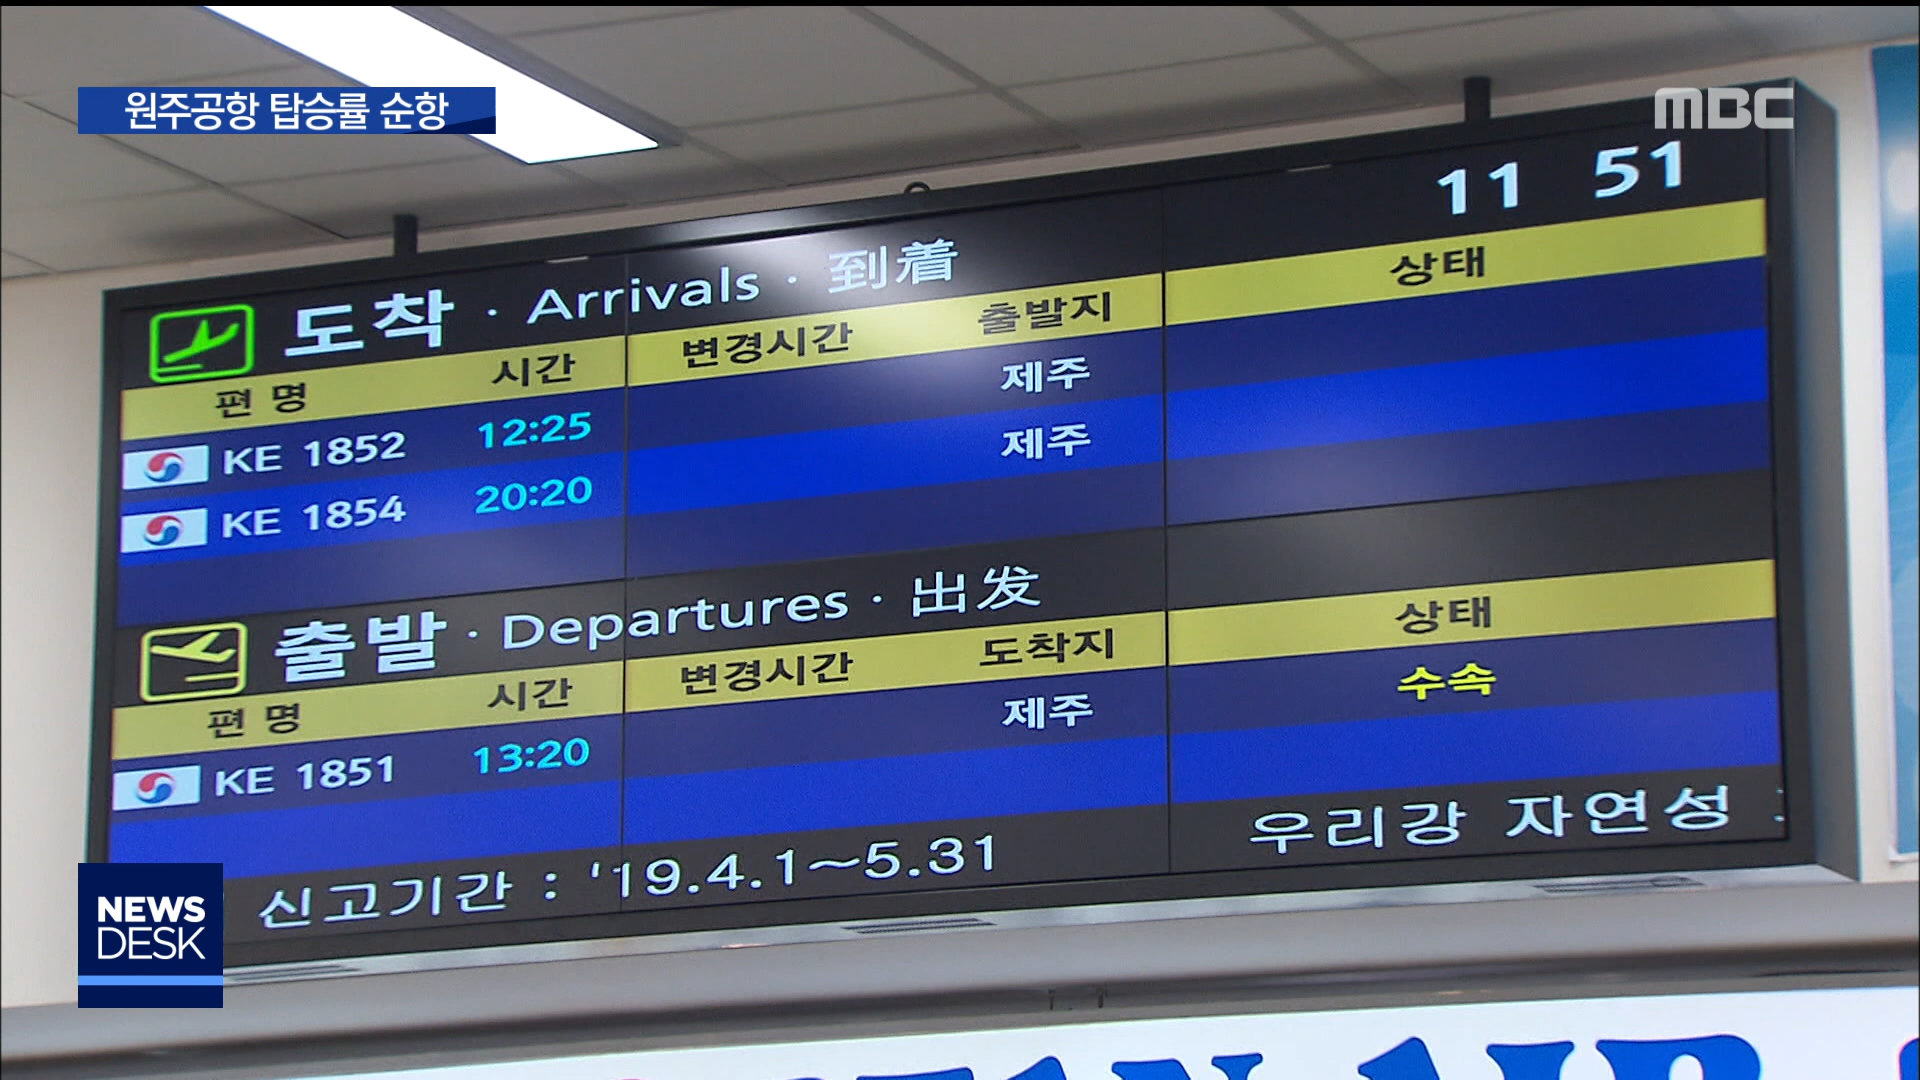 원주공항 탑승률 순항
MBC
11 51
도착 · Arrivals · 到着
편명 시간 변경시간 출발지 상태
KE 1852 12:25 제주
KE 1854 20:20 제주
출발 · Departures · 出发
편명 시간 변경시간 도착지 상태
KE 1851 13:20 제주 수속
신고기간 : '19.4.1~5.31 우리강 자연성
NEWS
DESK
AIR